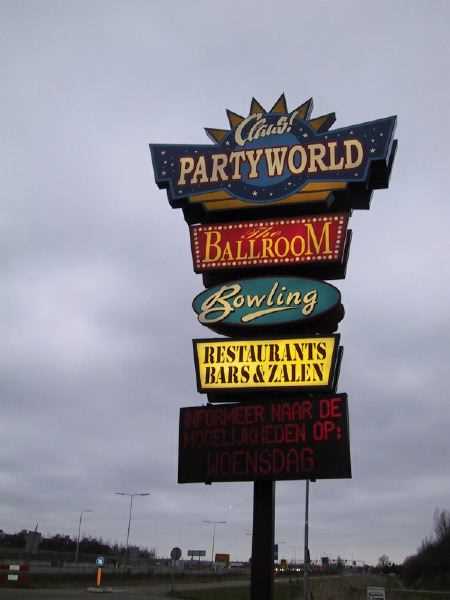 Claus!
PARTYWORLD
The
BALLROOM
Bowling
RESTAURANTS
BARS & ZALEN
INFORMEER NAAR DE
MOGELIJKHEDEN OP:
WOENSDAG